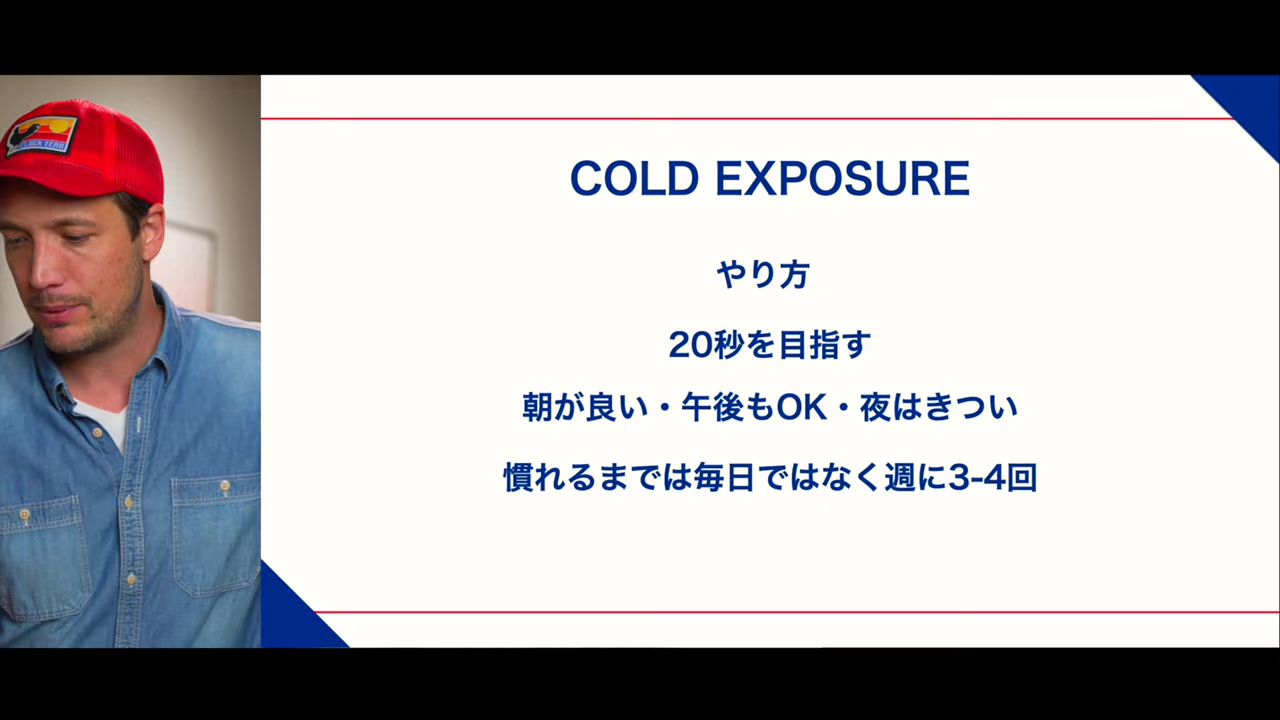 COLD EXPOSURE
やり方
20秒を目指す
朝が良い・午後もOK・夜はきつい
慣れるまでは毎日ではなく週に3-4回